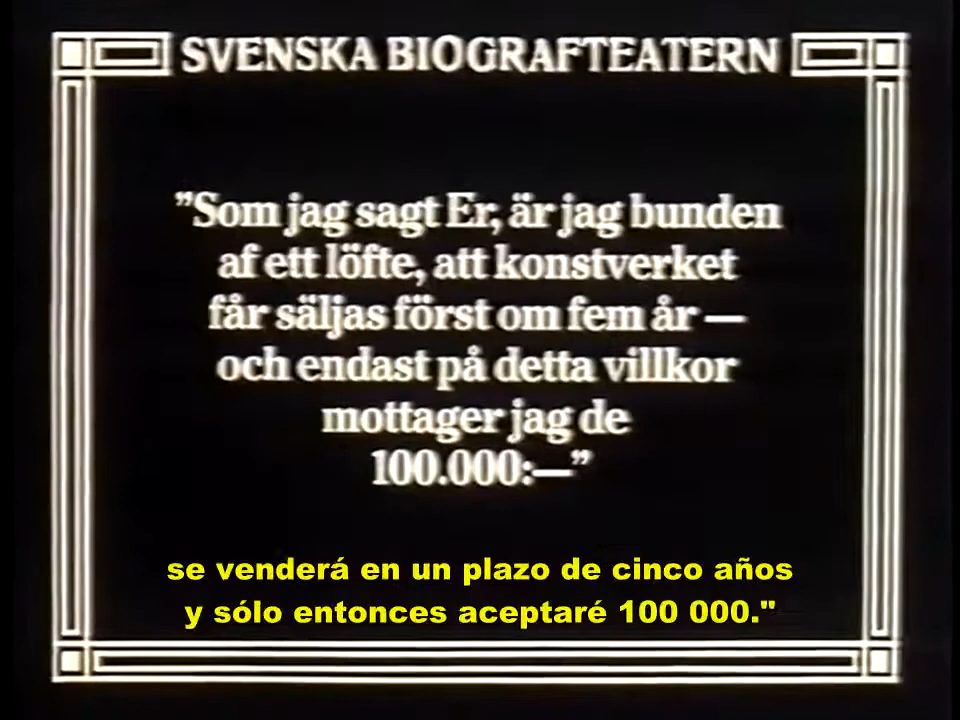 SVENSKA BIOGRAFTEATERN
”Som jag sagt Er, är jag bunden
af ett löfte, att konstverket
får säljas först om fem år —
och endast på detta villkor
mottager jag de
100.000:—”
se venderá en un plazo de cinco años
y sólo entonces aceptaré 100 000."